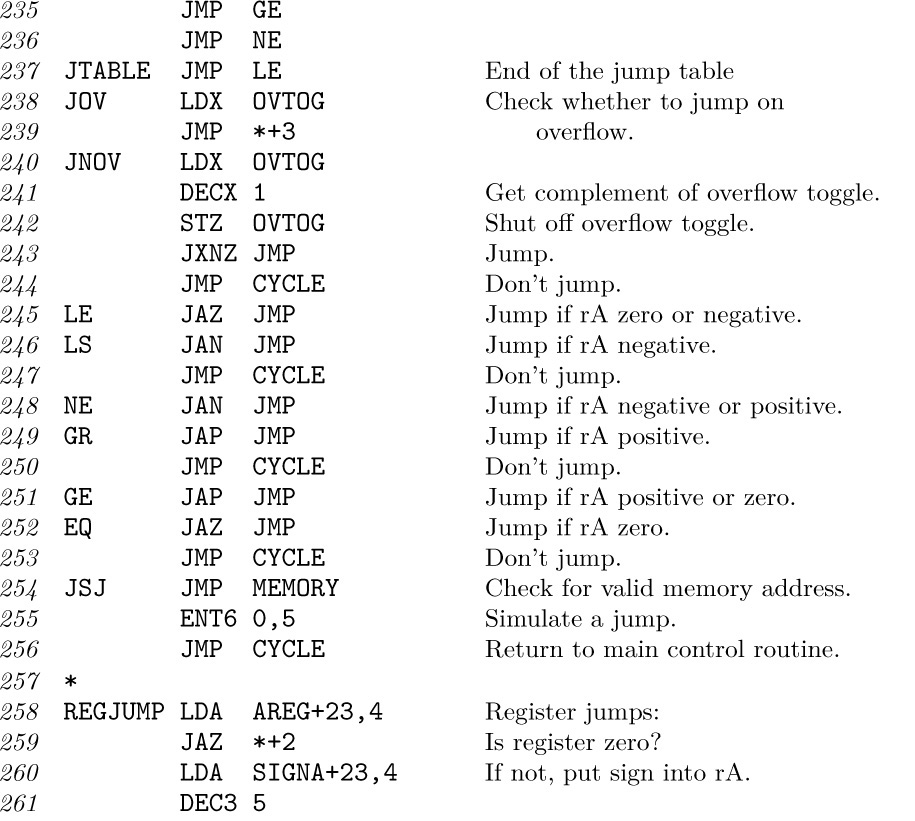 235 JMP GE
236 JMP NE
237 JTABLE JMP LE End of the jump table
238 JOV LDX OVTOG Check whether to jump on
239 JMP *+3 overflow.
240 JNOV LDX OVTOG
241 DECX 1 Get complement of overflow toggle.
242 STZ OVTOG Shut off overflow toggle.
243 JXNZ JMP Jump.
244 JMP CYCLE Don't jump.
245 LE JAZ JMP Jump if rA zero or negative.
246 LS JAN JMP Jump if rA negative.
247 JMP CYCLE Don't jump.
248 NE JAN JMP Jump if rA negative or positive.
249 GR JAP JMP Jump if rA positive.
250 JMP CYCLE Don't jump.
251 GE JAP JMP Jump if rA positive or zero.
252 EQ JAZ JMP Jump if rA zero.
253 JMP CYCLE Don't jump.
254 JSJ JMP MEMORY Check for valid memory address.
255 ENT6 0,5 Simulate a jump.
256 JMP CYCLE Return to main control routine.
257 *
258 REGJUMP LDA AREG+23,4 Register jumps:
259 JAZ *+2 Is register zero?
260 LDA SIGNA+23,4 If not, put sign into rA.
261 DEC3 5